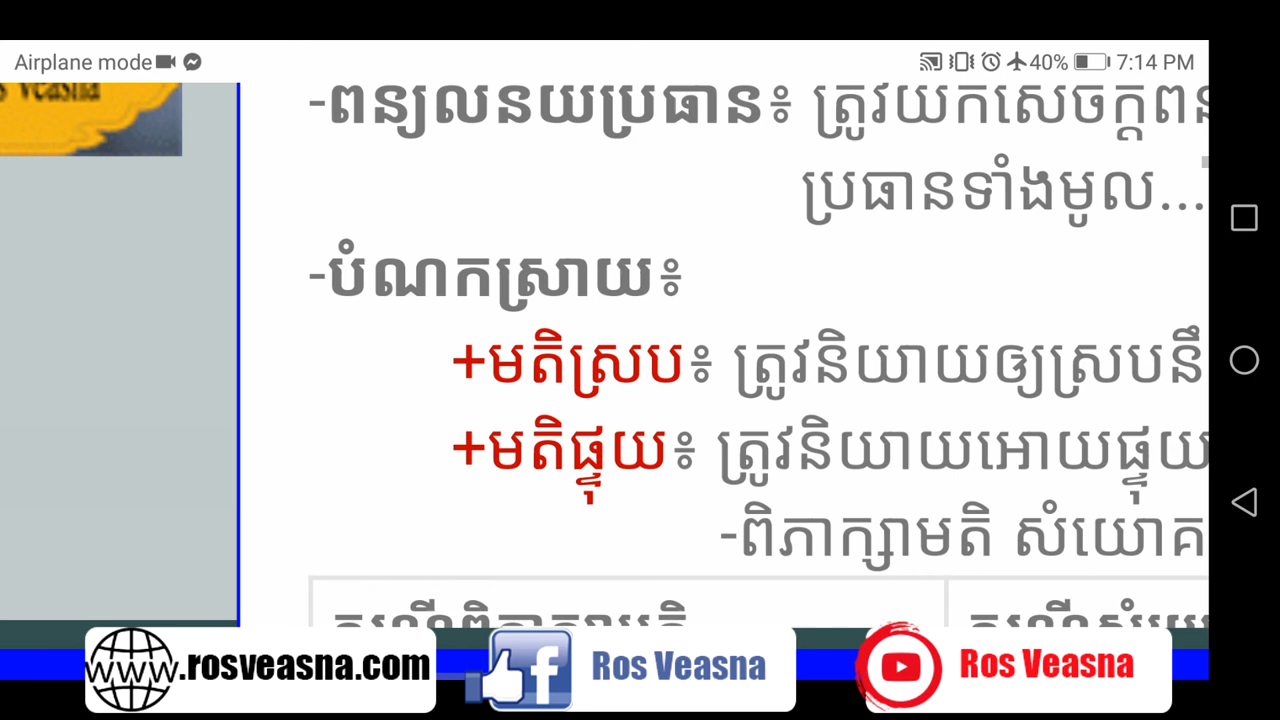 Airplane mode 40% 7:14 PM
s Veasna
-ពន្យលនយប្រធាន៖ ត្រូវយកសេចក្តពន
ប្រធានទាំងមូល...
-បំណកស្រាយ៖
+មតិស្រប៖ ត្រូវនិយាយឲ្យស្របនឹ
+មតិផ្ទុយ៖ ត្រូវនិយាយអោយផ្ទុយ
-ពិភាក្សាមតិ សំយោគ
www.rosveasna.com
f Ros Veasna
Ros Veasna